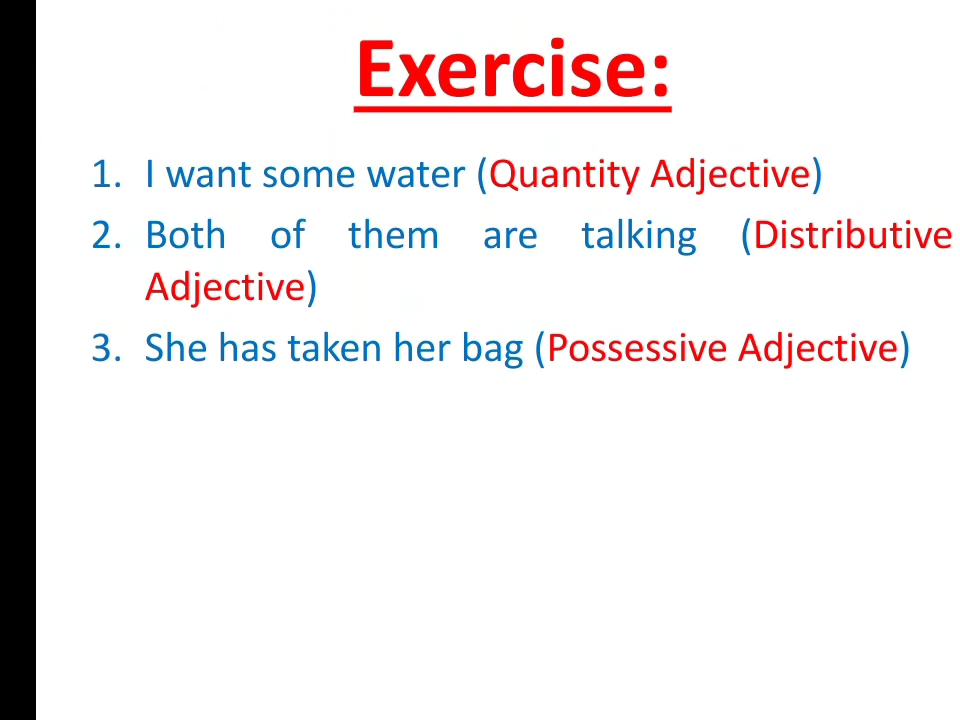 Exercise:
1. I want some water (Quantity Adjective)
2. Both of them are talking (Distributive
Adjective)
3. She has taken her bag (Possessive Adjective)